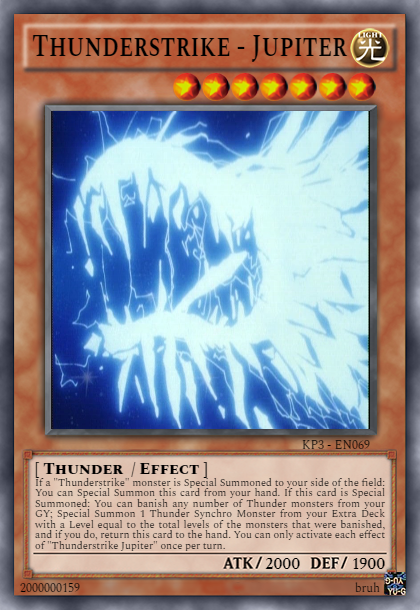 THUNDERSTRIKE - JUPITER
LIGHT
光
KP3 - EN069
[ THUNDER / EFFECT ]
If a "Thunderstrike" monster is Special Summoned to your side of the field:
You can Special Summon this card from your hand. If this card is Special
Summoned: You can banish any number of Thunder monsters from your
GY; Special Summon 1 Thunder Synchro Monster from your Extra Deck
with a Level equal to the total levels of the monsters that were banished,
and if you do, return this card to the hand. You can only activate each effect
of "Thunderstrike Jupiter" once per turn.
ATK/ 2000 DEF/ 1900
2000000159
bruh